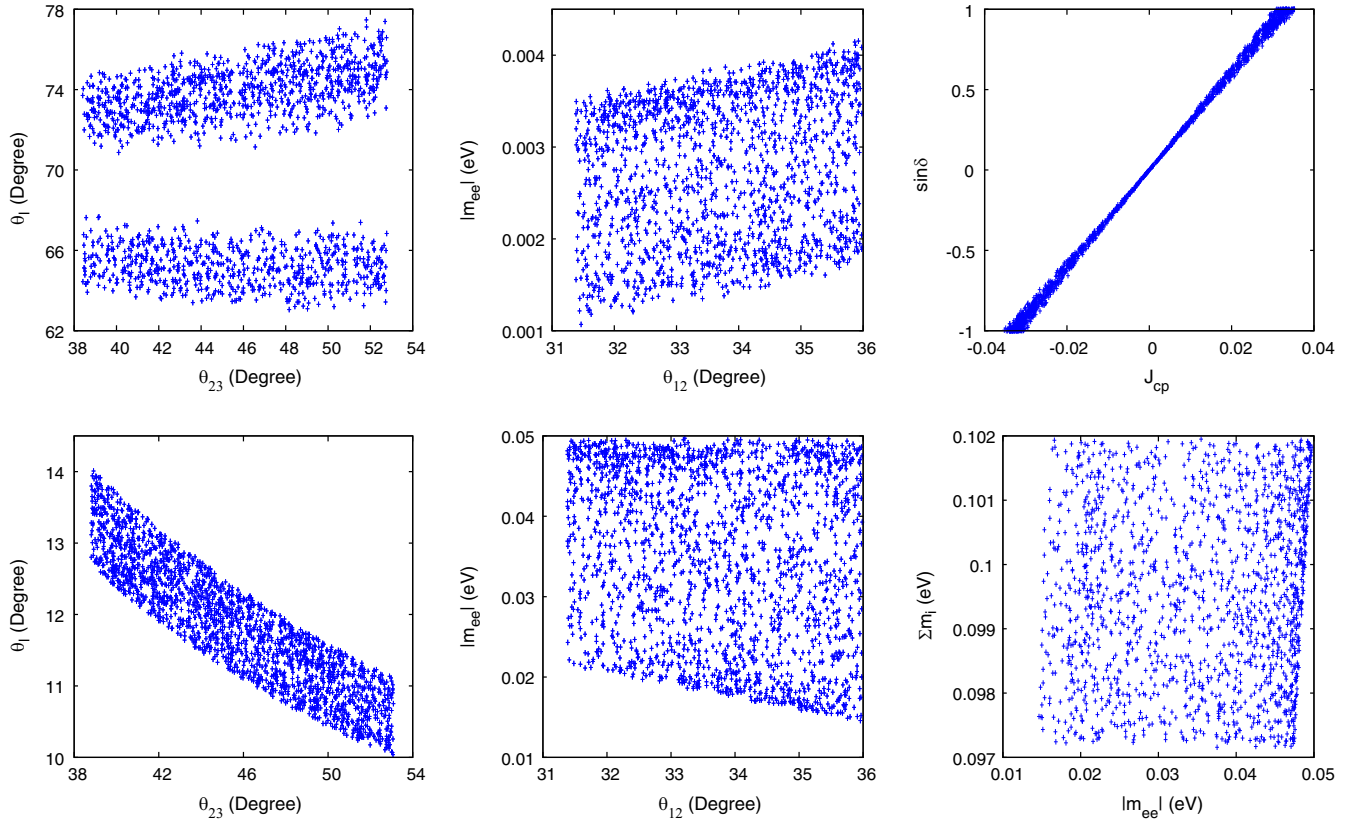 78
74
70
66
62
θl (Degree)
38 40 42 44 46 48 50 52 54
θ23 (Degree)
0.004
0.003
0.002
0.001
|mee| (eV)
31 32 33 34 35 36
θ12 (Degree)
1
0.5
0
-0.5
-1
sinδ
-0.04 -0.02 0 0.02 0.04
Jcp
14
13
12
11
10
θl (Degree)
38 42 46 50 54
θ23 (Degree)
0.05
0.04
0.03
0.02
0.01
|mee| (eV)
31 32 33 34 35 36
θ12 (Degree)
0.102
0.101
0.1
0.099
0.098
0.097
Σmi (eV)
0.01 0.02 0.03 0.04 0.05
|mee| (eV)